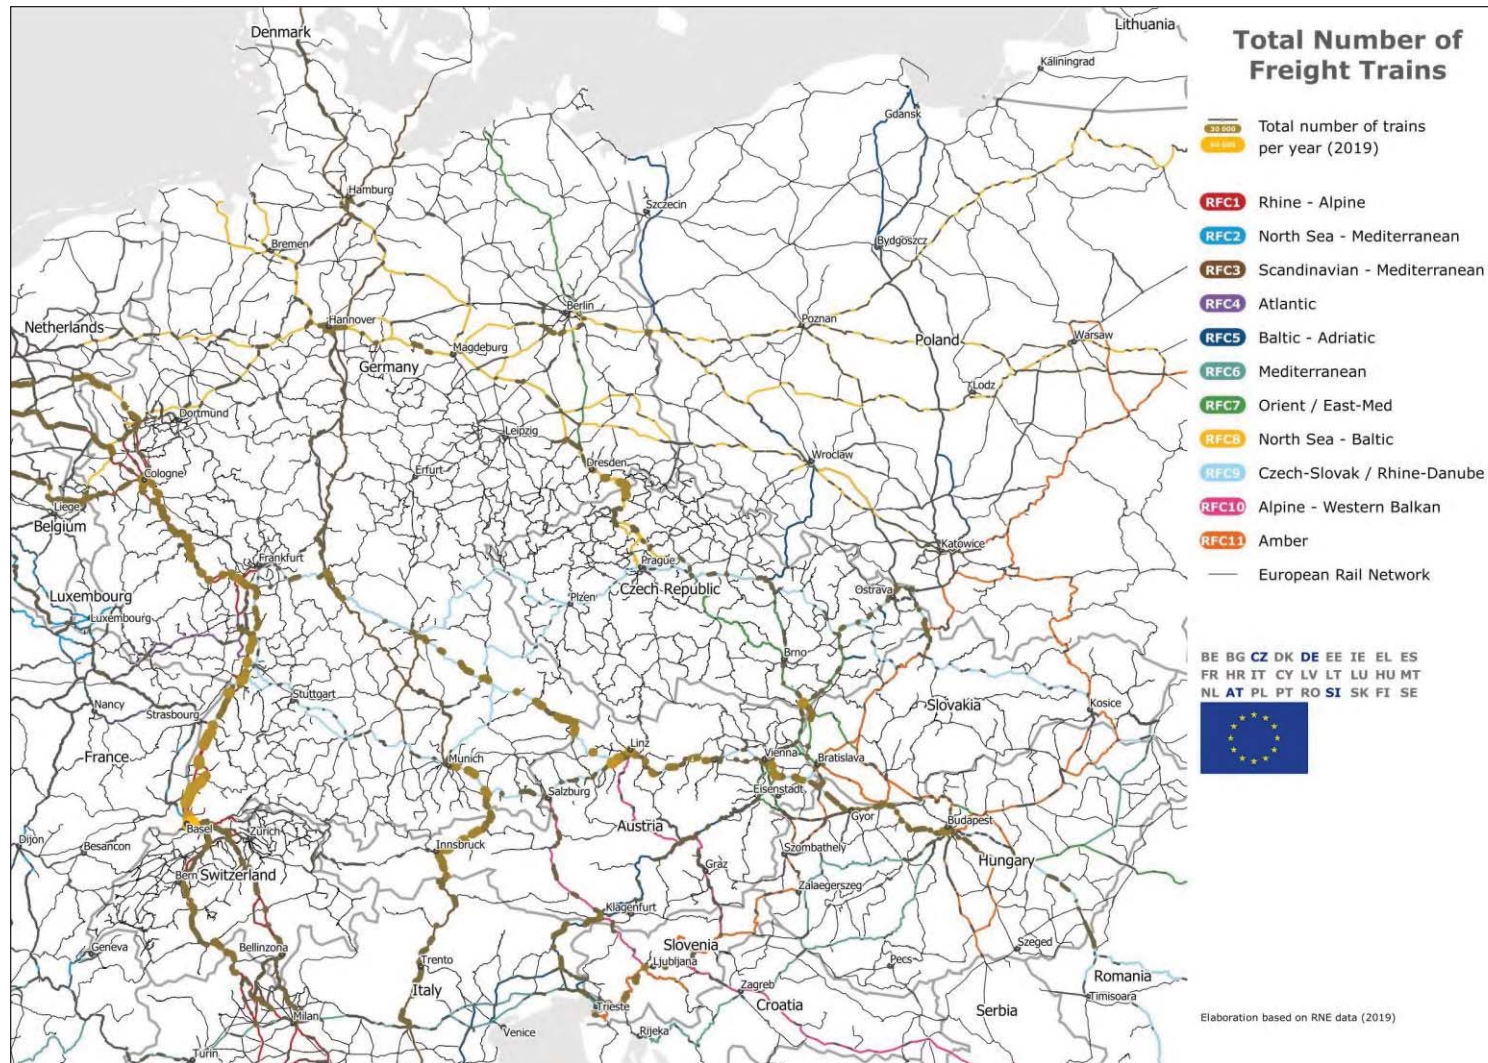 Total Number of
Freight Trains
30 000
Total number of trains
per year (2019)
RFC1 Rhine - Alpine
RFC2 North Sea - Mediterranean
RFC3 Scandinavian - Mediterranean
RFC4 Atlantic
RFC5 Baltic - Adriatic
RFC6 Mediterranean
RFC7 Orient / East-Med
RFC8 North Sea - Baltic
RFC9 Czech-Slovak / Rhine-Danube
RFC10 Alpine - Western Balkan
RFC11 Amber
European Rail Network
BE BG CZ DK DE EE IE EL ES
FR HR IT CY LV LT LU HU MT
NL AT PL PT RO SI SK FI SE
Elaboration based on RNE data (2019)
Denmark
Lithuania
Kaliningrad
Gdansk
Hamburg
Szczecin
Bremen
Bydgoszcz
Berlin
Netherlands
Hannover
Poznan
Warsaw
Poland
Magdeburg
Germany
Lodz
Dortmund
Leipzig
Wroclaw
Dresden
Cologne
Erfurt
Liege
Belgium
Katowice
Frankfurt
Prague
Czech Republic
Ostrava
Luxembourg
Plzen
Luxembourg
Brno
Stuttgart
Nancy
Strasbourg
Slovakia
Kosice
France
Linz
Munich
Vienna
Bratislava
Salzburg
Eisenstadt
Gyor
Budapest
Basel
Zürich
Austria
Dijon
Besancon
Innsbruck
Szombathely
Hungary
Bern
Switzerland
Graz
Zalaegerszeg
Klagenfurt
Geneva
Bellinzona
Slovenia
Szeged
Trento
Ljubljana
Pecs
Romania
Italy
Zagreb
Timisoara
Trieste
Croatia
Serbia
Milan
Venice
Rijeka
Turin